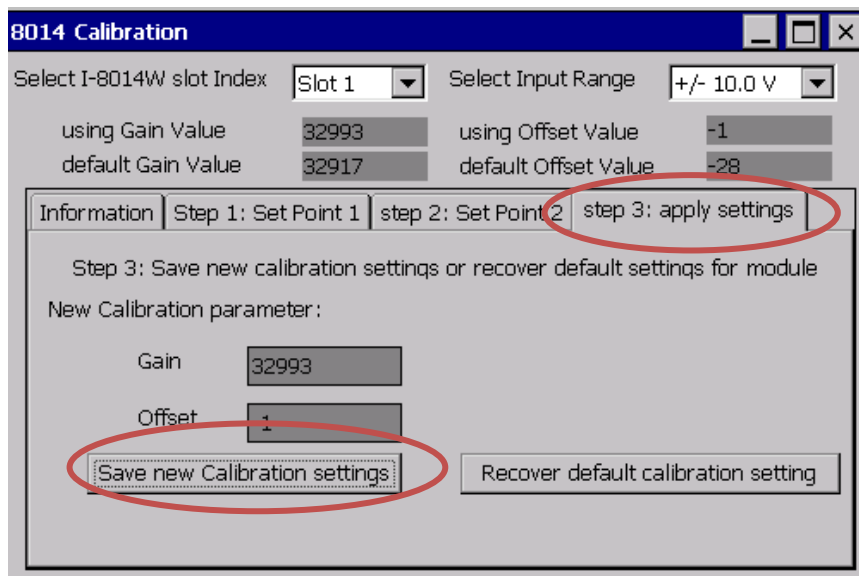 8014 Calibration
Select I-8014W slot Index Slot 1 Select Input Range +/- 10.0 V
using Gain Value 32993 using Offset Value -1
default Gain Value 32917 default Offset Value -28
Information Step 1: Set Point 1 step 2: Set Point 2 step 3: apply settings
Step 3: Save new calibration settings or recover default settings for module
New Calibration parameter:
Gain 32993
Offset -1
Save new Calibration settings Recover default calibration setting